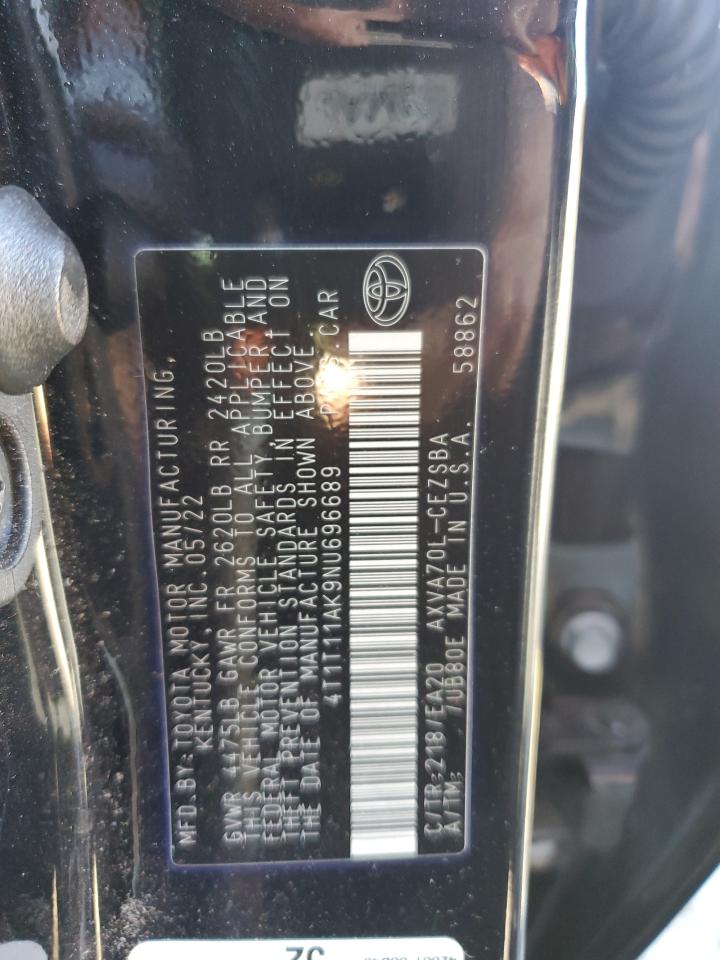 MFD. BY: TOYOTA MOTOR MANUFACTURING,
KENTUCKY, INC. 05/22
GVWR 4475LB GAWR FR 2620LB RR 2420LB
THIS VEHICLE CONFORMS TO ALL APPLICABLE
FEDERAL MOTOR VEHICLE SAFETY BUMPER AND
THEFT PREVENTION STANDARDS IN EFFECT ON
THE DATE OF MANUFACTURE SHOWN ABOVE.
4T1T11AK9NU696689 PASS. CAR
C/TR: 218 /EA20 AXVA70L-CEZSBA
A/TM: /UB80E MADE IN U.S.A. 58862